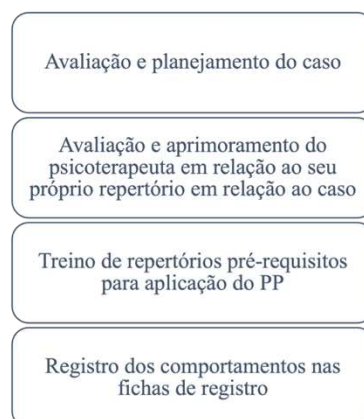 Avaliação e planejamento do caso
Avaliação e aprimoramento do
psicoterapeuta em relação ao seu
próprio repertório em relação ao caso
Treino de repertórios pré-requisitos
para aplicação do PP
Registro dos comportamentos nas
fichas de registro